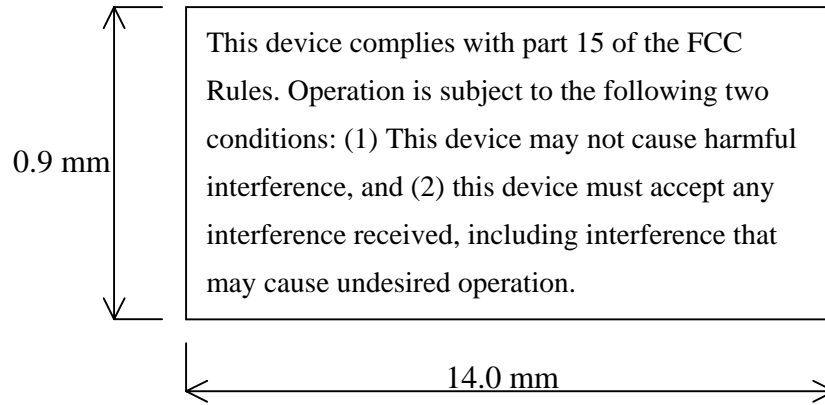 This device complies with part 15 of the FCC
Rules. Operation is subject to the following two
conditions: (1) This device may not cause harmful
interference, and (2) this device must accept any
interference received, including interference that
may cause undesired operation.
0.9 mm
14.0 mm